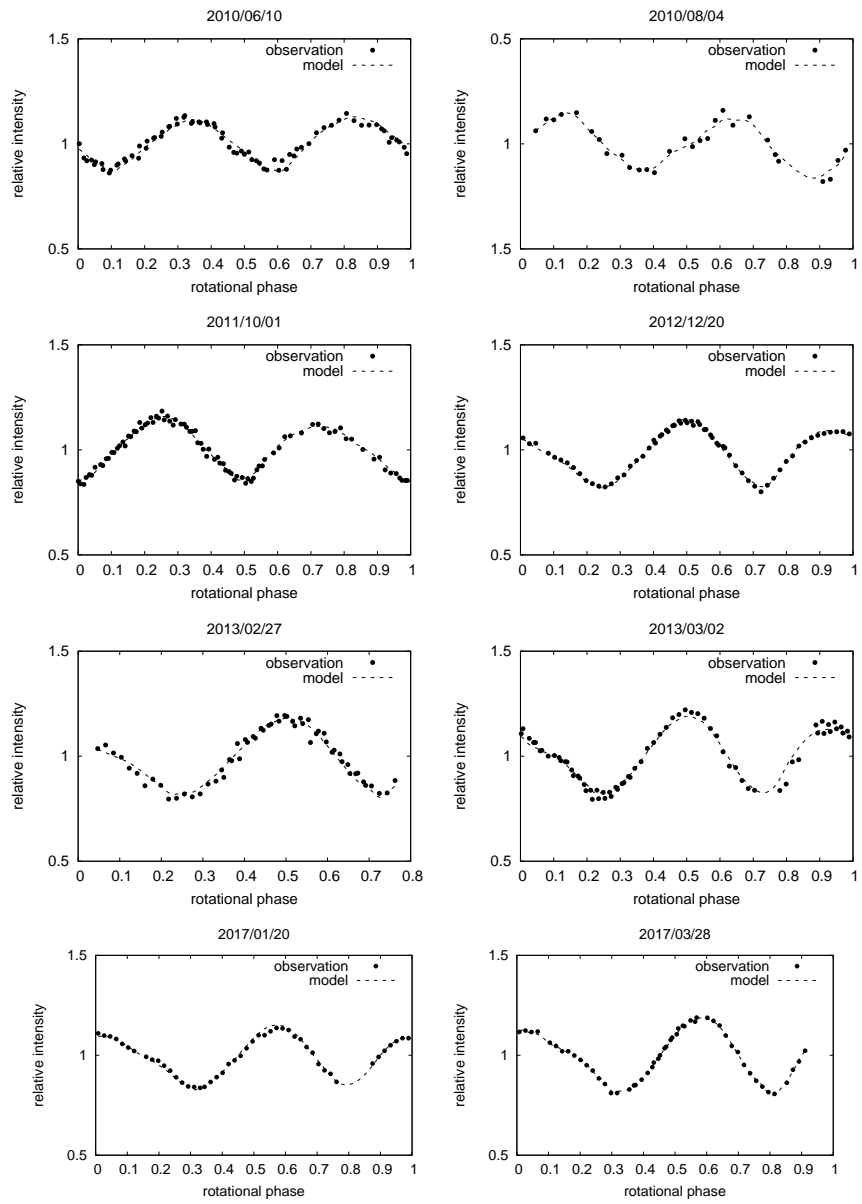 2010/06/10
1.5
observation
model
relative intensity
1
0.5
0 0.1 0.2 0.3 0.4 0.5 0.6 0.7 0.8 0.9 1
rotational phase
2010/08/04
0.5
observation
model
relative intensity
1
1.5
0 0.1 0.2 0.3 0.4 0.5 0.6 0.7 0.8 0.9 1
rotational phase
2011/10/01
1.5
observation
model
relative intensity
1
0.5
0 0.1 0.2 0.3 0.4 0.5 0.6 0.7 0.8 0.9 1
rotational phase
2012/12/20
1.5
observation
model
relative intensity
1
0.5
0 0.1 0.2 0.3 0.4 0.5 0.6 0.7 0.8 0.9 1
rotational phase
2013/02/27
1.5
observation
model
relative intensity
1
0.5
0 0.1 0.2 0.3 0.4 0.5 0.6 0.7 0.8
rotational phase
2013/03/02
1.5
observation
model
relative intensity
1
0.5
0 0.1 0.2 0.3 0.4 0.5 0.6 0.7 0.8 0.9 1
rotational phase
2017/01/20
1.5
observation
model
relative intensity
1
0.5
0 0.1 0.2 0.3 0.4 0.5 0.6 0.7 0.8 0.9 1
rotational phase
2017/03/28
1.5
observation
model
relative intensity
1
0.5
0 0.1 0.2 0.3 0.4 0.5 0.6 0.7 0.8 0.9 1
rotational phase